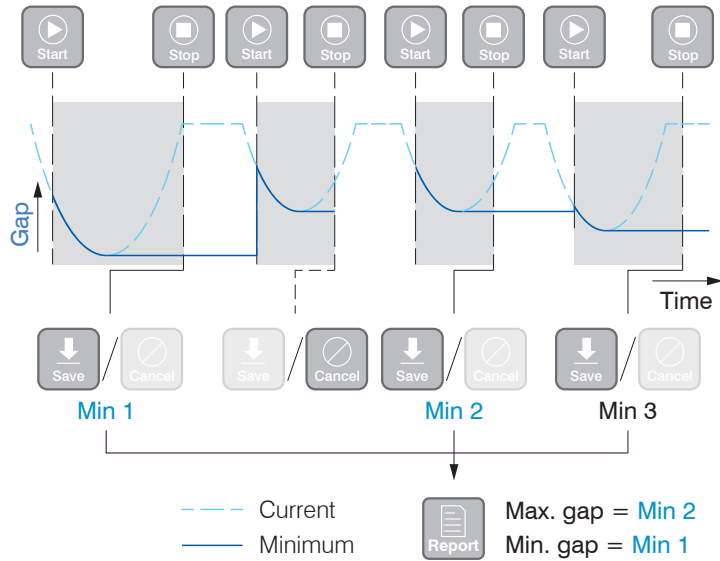 Start Stop Start Stop Start Stop Start Stop
Gap
Time
Save Cancel Save Cancel Save Cancel Save Cancel
Min 1 Min 2 Min 3
Current
Minimum
Report
Max. gap = Min 2
Min. gap = Min 1